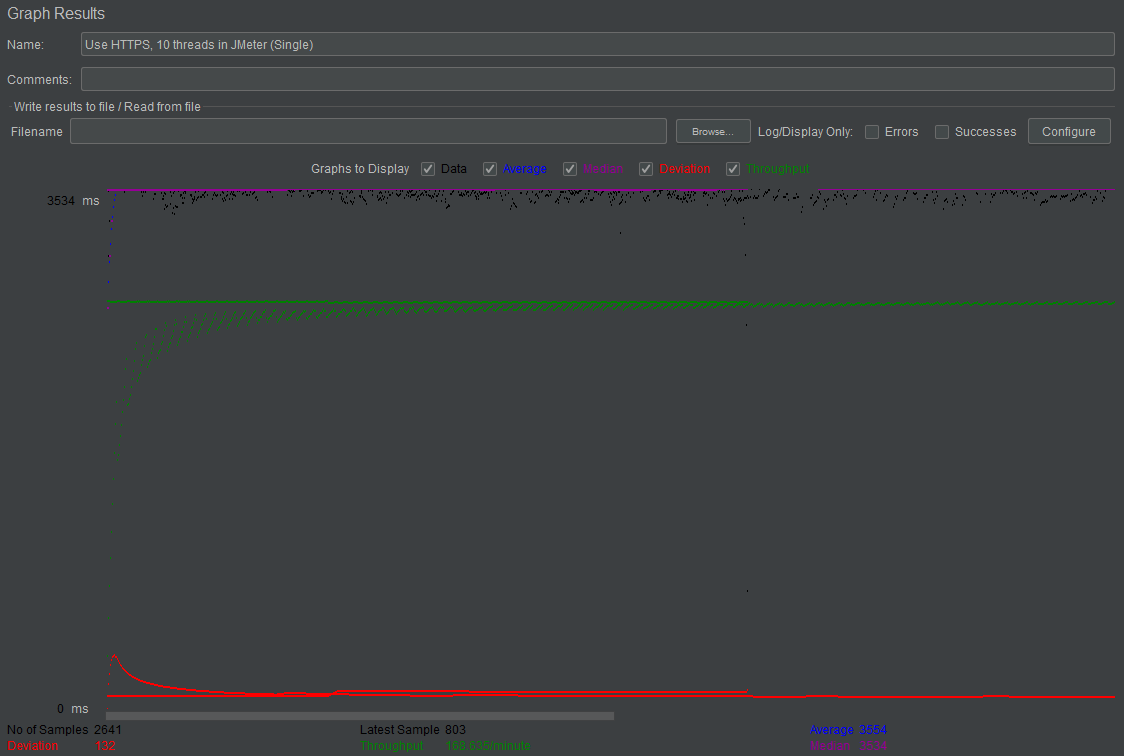 Graph Results
Name: Use HTTPS, 10 threads in JMeter (Single)
Comments:
Write results to file / Read from file
Filename Browse... Log/Display Only: Errors Successes Configure
Graphs to Display Data Average Median Deviation Throughput
3534 ms
0 ms
No of Samples 2641 Latest Sample 803 Average 3554
Deviation 132 Throughput 168.635/minute Median